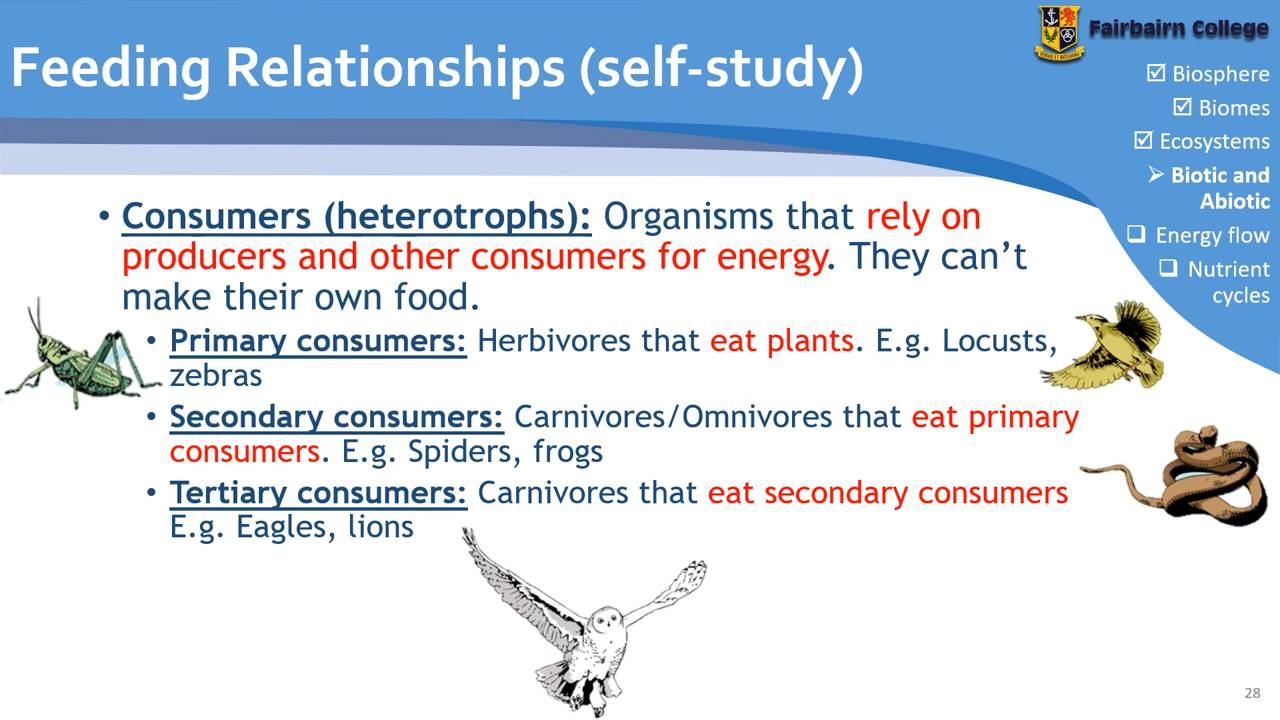 Feeding Relationships (self-study)
Fairbairn College
☑ Biosphere
☑ Biomes
☑ Ecosystems
➢ Biotic and
Abiotic
❑ Energy flow
❑ Nutrient
cycles
• Consumers (heterotrophs): Organisms that rely on
producers and other consumers for energy. They can’t
make their own food.
• Primary consumers: Herbivores that eat plants. E.g. Locusts,
zebras
• Secondary consumers: Carnivores/Omnivores that eat primary
consumers. E.g. Spiders, frogs
• Tertiary consumers: Carnivores that eat secondary consumers
E.g. Eagles, lions
28